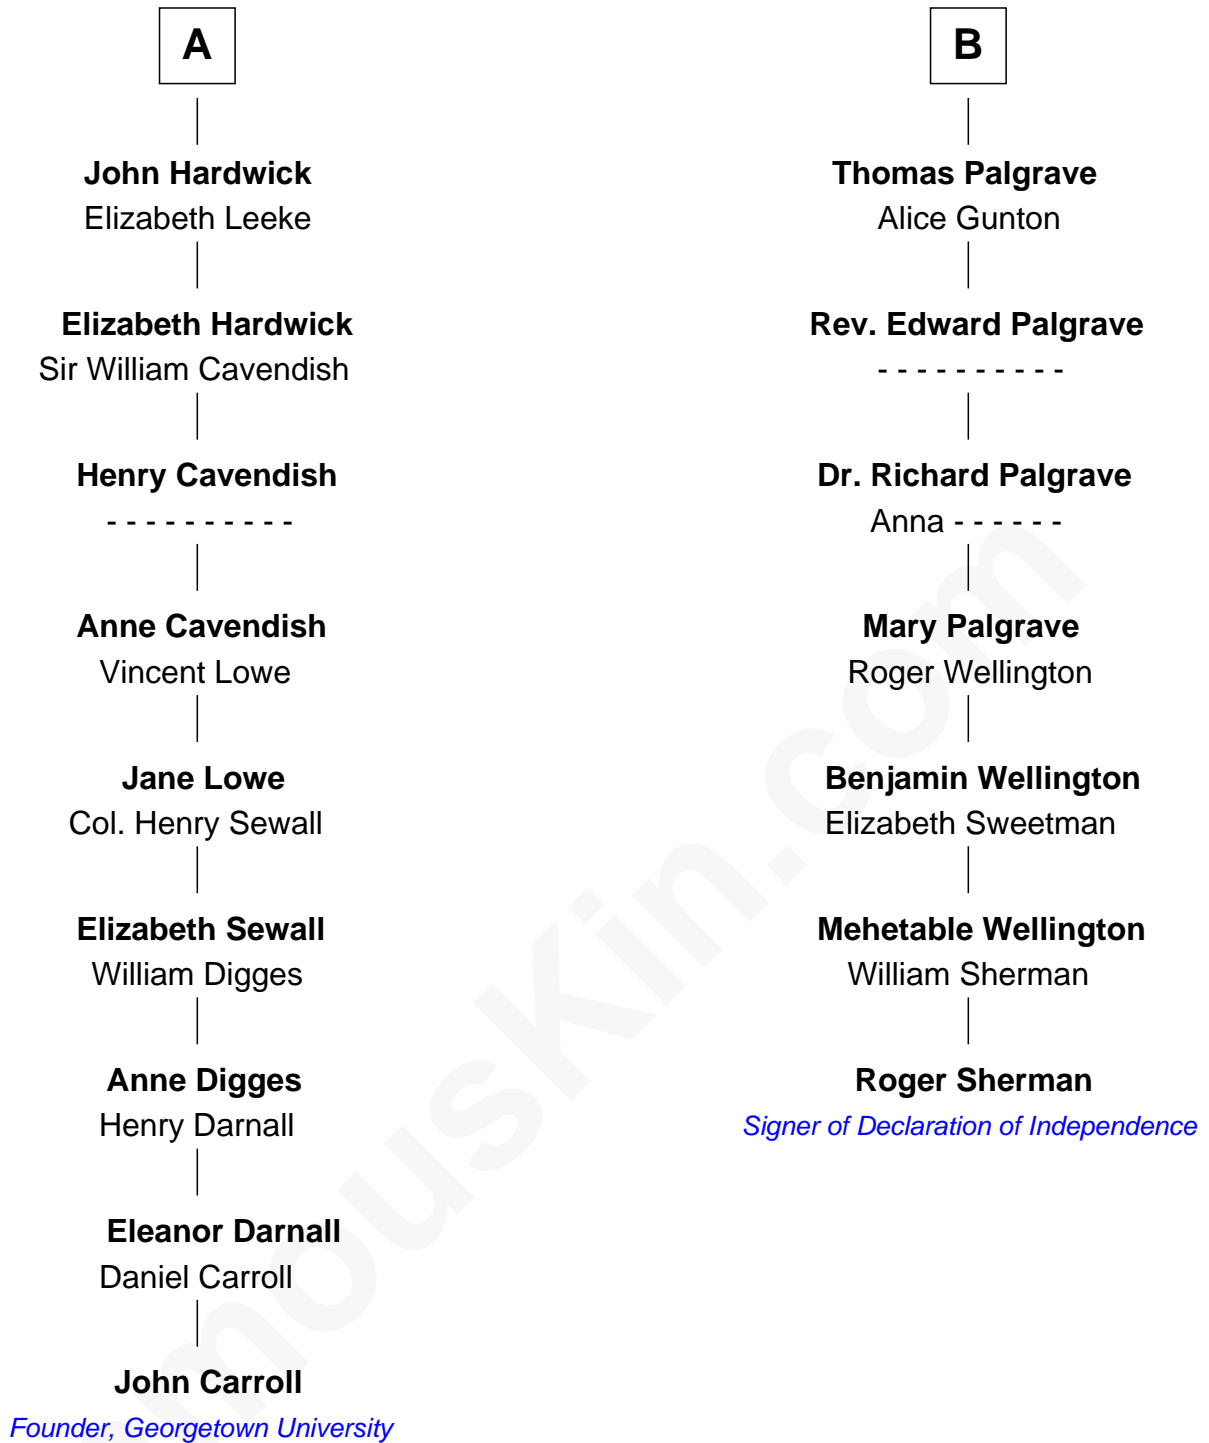 A
John Hardwick
Elizabeth Leeke
Elizabeth Hardwick
Sir William Cavendish
Henry Cavendish
- - - - - - - - - -
Anne Cavendish
Vincent Lowe
Jane Lowe
Col. Henry Sewall
Elizabeth Sewall
William Digges
Anne Digges
Henry Darnall
Eleanor Darnall
Daniel Carroll
John Carroll
Founder, Georgetown University
B
Thomas Palgrave
Alice Gunton
Rev. Edward Palgrave
- - - - - - - - - -
Dr. Richard Palgrave
Anna - - - - - -
Mary Palgrave
Roger Wellington
Benjamin Wellington
Elizabeth Sweetman
Mehetable Wellington
William Sherman
Roger Sherman
Signer of Declaration of Independence
mousKin.com